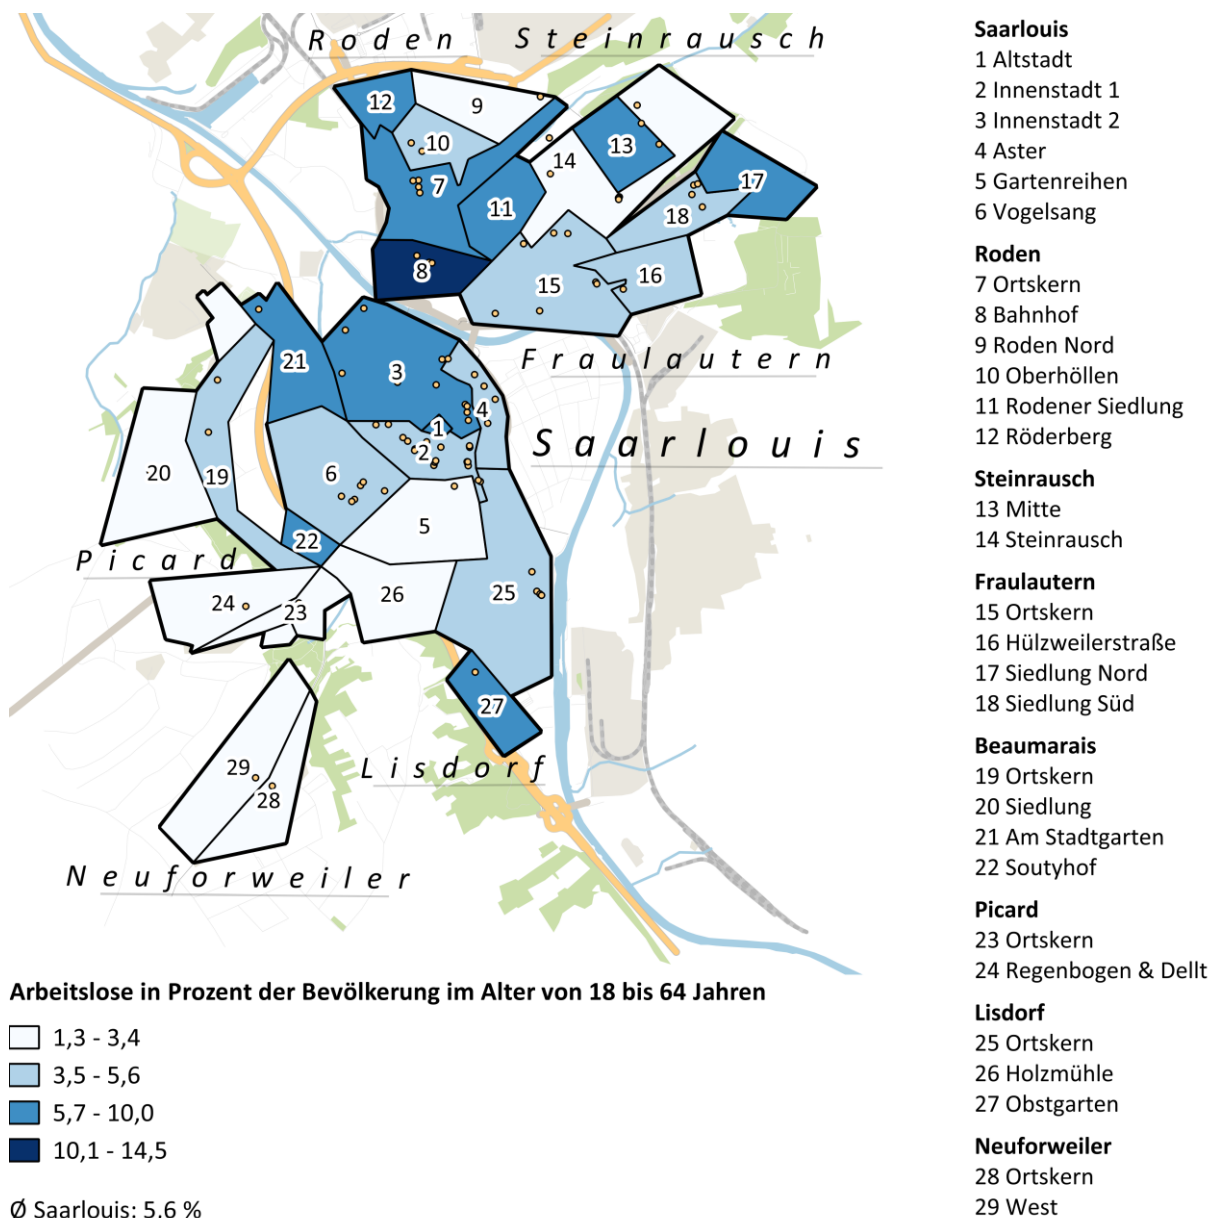 Roden Steinrausch
12
9
10
13
14
7
17
11
18
8
15
16
Fraulautern
21
3
4
1
2
Saarlouis
20
19
6
5
22
Picard
24
23
26
25
27
Lisdorf
29
28
Neuforweiler
Arbeitslose in Prozent der Bevölkerung im Alter von 18 bis 64 Jahren
1,3 - 3,4
3,5 - 5,6
5,7 - 10,0
10,1 - 14,5
Ø Saarlouis: 5,6 %
Saarlouis
1 Altstadt
2 Innenstadt 1
3 Innenstadt 2
4 Aster
5 Gartenreihen
6 Vogelsang
Roden
7 Ortskern
8 Bahnhof
9 Roden Nord
10 Oberhöllen
11 Rodener Siedlung
12 Röderberg
Steinrausch
13 Mitte
14 Steinrausch
Fraulautern
15 Ortskern
16 Hülzweilerstraße
17 Siedlung Nord
18 Siedlung Süd
Beaumarais
19 Ortskern
20 Siedlung
21 Am Stadtgarten
22 Soutyhof
Picard
23 Ortskern
24 Regenbogen & Dellt
Lisdorf
25 Ortskern
26 Holzmühle
27 Obstgarten
Neuforweiler
28 Ortskern
29 West